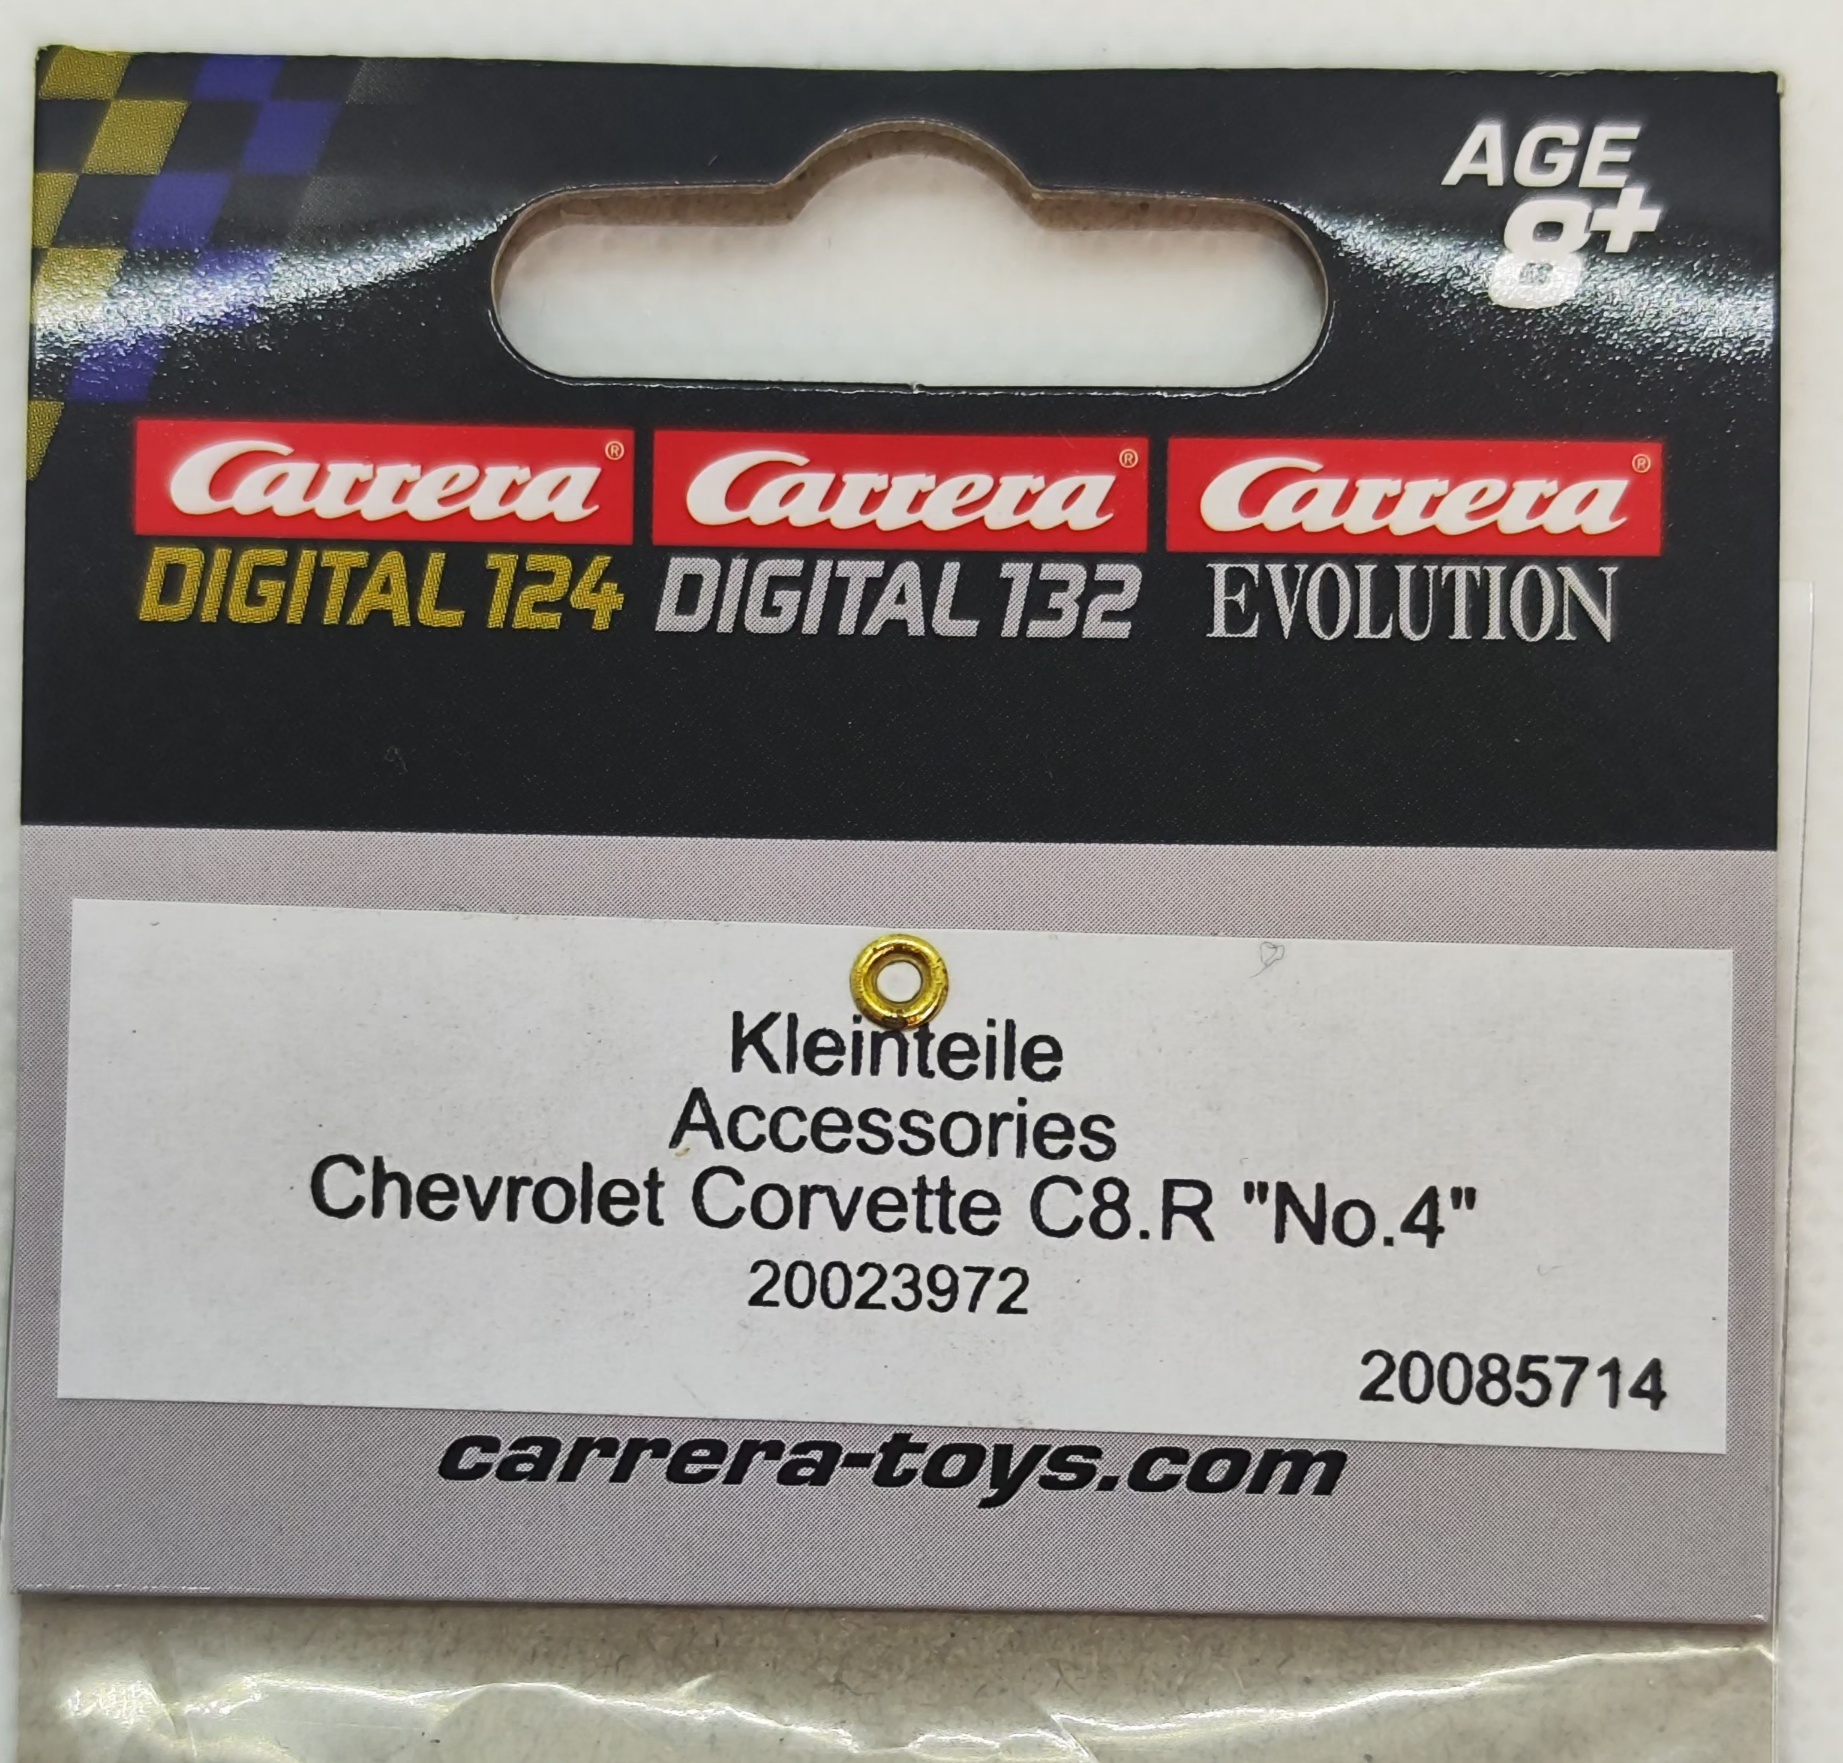 AGE
8+
Carrera® Carrera® Carrera®
DIGITAL 124 DIGITAL 132 EVOLUTION
Kleinteile
Accessories
Chevrolet Corvette C8.R "No.4"
20023972
20085714
carrera-toys.com